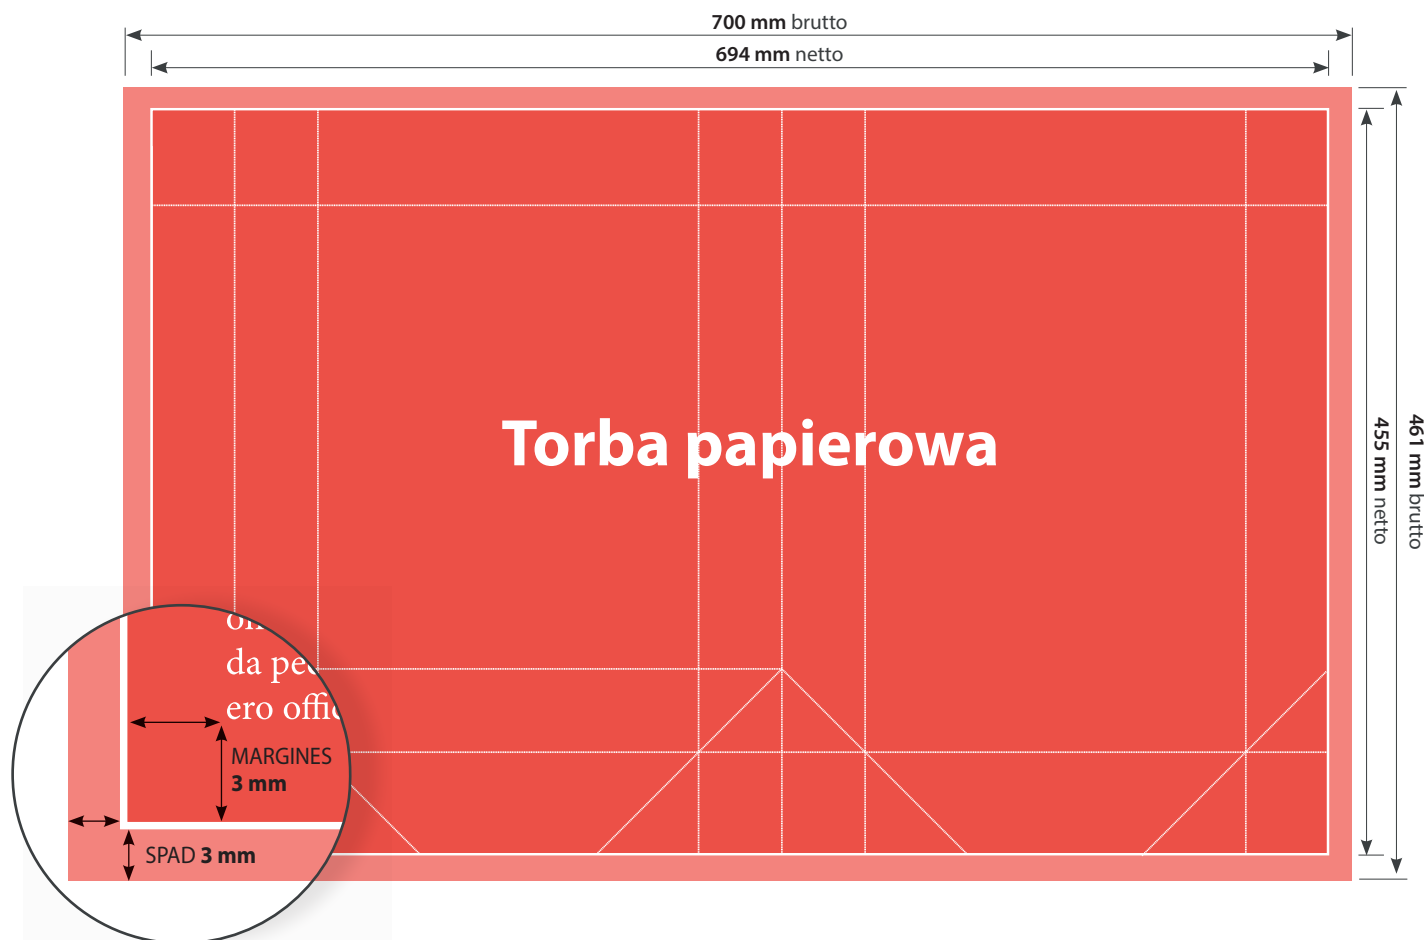 700 mm brutto
694 mm netto
Torba papierowa
455 mm netto
461 mm brutto
da pe
ero offic
MARGINES
3 mm
SPAD 3 mm